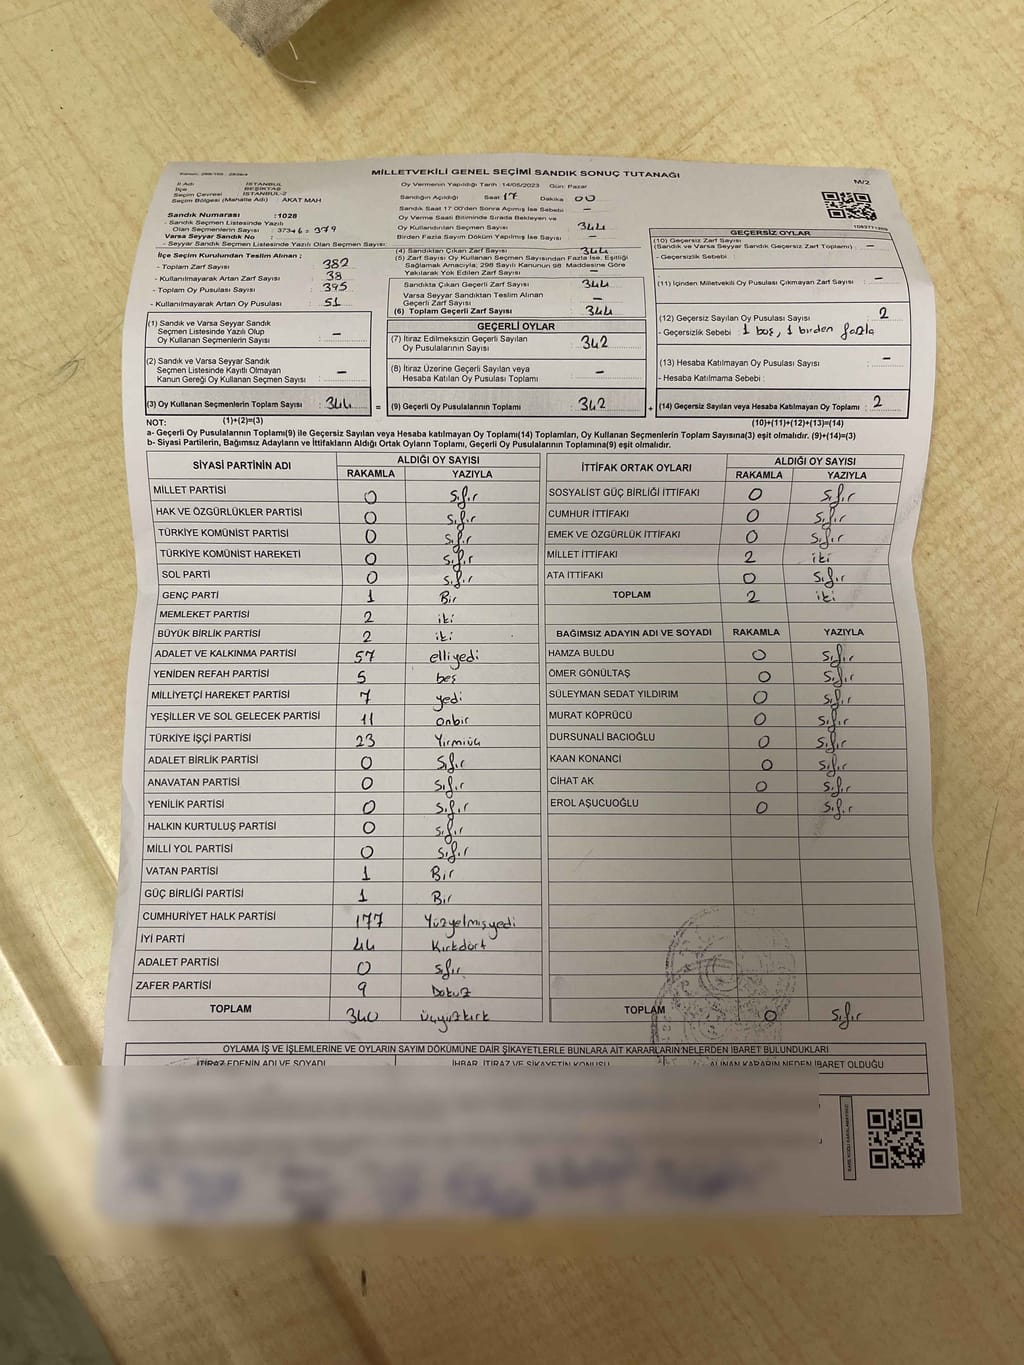 MİLLETVEKİLİ GENEL SEÇİMİ SANDIK SONUÇ TUTANAĞI
M/2
İl Adı İSTANBUL
İlçe BEŞİKTAŞ
Seçim Çevresi İSTANBUL-2
Seçim Bölgesi (Mahalle Adı) : AKAT MAH
Sandık Numarası :1028
- Sandık Seçmen Listesinde Yazılı
Olan Seçmenlerin Sayısı : 379
Varsa Seyyar Sandık No :
- Seyyar Sandık Seçmen Listesinde Yazılı Olan Seçmen Sayısı:
İlçe Seçim Kurulundan Teslim Alınan ;
- Toplam Zarf Sayısı : 382
- Kullanılmayarak Artan Zarf Sayısı : 38
- Toplam Oy Pusulası Sayısı : 395
- Kullanılmayarak Artan Oy Pusulası : 51
(1) Sandık ve Varsa Seyyar Sandık
Seçmen Listesinde Yazılı Olup
Oy Kullanan Seçmenlerin Sayısı : -
(2) Sandık ve Varsa Seyyar Sandık
Seçmen Listesinde Kayıtlı Olmayan
Kanun Gereği Oy Kullanan Seçmen Sayısı : -
(3) Oy Kullanan Seçmenlerin Toplam Sayısı : 344 =
Oy Vermenin Yapıldığı Tarih : 14/05/2023 Gün: Pazar
Sandığın Açıldığı Saat 17 Dakika 00
Sandık Saat 17:00'den Sonra Açılmış İse Sebebi : -
Oy Verme Saati Bitiminde Sırada Bekleyen ve
Oy Kullandırılan Seçmen Sayısı : 344
Birden Fazla Sayım Döküm Yapılmış İse Sayısı : -
(4) Sandıktan Çıkan Zarf Sayısı : 344
(5) Zarf Sayısı Oy Kullanan Seçmen Sayısından Fazla İse, Eşitliği
Sağlamak Amacıyla; 298 Sayılı Kanunun 98. Maddesine Göre
Yakılarak Yok Edilen Zarf Sayısı : -
Sandıkta Çıkan Geçerli Zarf Sayısı : 344
Varsa Seyyar Sandıktan Teslim Alınan
Geçerli Zarf Sayısı : -
(6) Toplam Geçerli Zarf Sayısı : 344
GEÇERLİ OYLAR
(7) İtiraz Edilmeksizin Geçerli Sayılan
Oy Pusulalarının Sayısı : 342
(8) İtiraz Üzerine Geçerli Sayılan veya
Hesaba Katılan Oy Pusulası Toplamı : -
(9) Geçerli Oy Pusulalarının Toplamı : 342 +
GEÇERSİZ OYLAR
(10) Geçersiz Zarf Sayısı
(Sandık ve Varsa Seyyar Sandık Geçersiz Zarf Toplamı) : -
- Geçersizlik Sebebi :
(11) İçinden Milletvekili Oy Pusulası Çıkmayan Zarf Sayısı : -
(12) Geçersiz Sayılan Oy Pusulası Sayısı : 2
- Geçersizlik Sebebi : 1 boş, 1 birden fazla
(13) Hesaba Katılmayan Oy Pusulası Sayısı : -
- Hesaba Katılmama Sebebi :
(14) Geçersiz Sayılan veya Hesaba Katılmayan Oy Toplamı : 2
NOT: (1)+(2)=(3) (10)+(11)+(12)+(13)=(14)
a- Geçerli Oy Pusulalarının Toplamı(9) ile Geçersiz Sayılan veya Hesaba katılmayan Oy Toplamı(14) Toplamları, Oy Kullanan Seçmenlerin Toplam Sayısına(3) eşit olmalıdır. (9)+(14)=(3)
b- Siyasi Partilerin, Bağımsız Adayların ve İttifakların Aldığı Ortak Oyların Toplamı, Geçerli Oy Pusulalarının Toplamına(9) eşit olmalıdır.
SİYASİ PARTİNİN ADI ALDIĞI OY SAYISI
RAKAMLA YAZIYLA
MİLLET PARTİSİ 0 Sıfır
HAK VE ÖZGÜRLÜKLER PARTİSİ 0 Sıfır
TÜRKİYE KOMÜNİST PARTİSİ 0 Sıfır
TÜRKİYE KOMÜNİST HAREKETİ 0 Sıfır
SOL PARTİ 0 Sıfır
GENÇ PARTİ 1 Bir
MEMLEKET PARTİSİ 2 iki
BÜYÜK BİRLİK PARTİSİ 2 iki
ADALET VE KALKINMA PARTİSİ 57 elliyedi
YENİDEN REFAH PARTİSİ 5 beş
MİLLİYETÇİ HAREKET PARTİSİ 7 yedi
YEŞİLLER VE SOL GELECEK PARTİSİ 11 onbir
TÜRKİYE İŞÇİ PARTİSİ 23 Yirmiüç
ADALET BİRLİK PARTİSİ 0 Sıfır
ANAVATAN PARTİSİ 0 Sıfır
YENİLİK PARTİSİ 0 Sıfır
HALKIN KURTULUŞ PARTİSİ 0 Sıfır
MİLLİ YOL PARTİSİ 0 Sıfır
VATAN PARTİSİ 1 Bir
GÜÇ BİRLİĞİ PARTİSİ 1 Bir
CUMHURİYET HALK PARTİSİ 177 Yüzyetmişyedi
İYİ PARTİ 44 Kırkdört
ADALET PARTİSİ 0 sıfır
ZAFER PARTİSİ 9 Dokuz
TOPLAM 340 Üçyüzkırk
İTTİFAK ORTAK OYLARI ALDIĞI OY SAYISI
RAKAMLA YAZIYLA
SOSYALİST GÜÇ BİRLİĞİ İTTİFAKI 0 Sıfır
CUMHUR İTTİFAKI 0 Sıfır
EMEK VE ÖZGÜRLÜK İTTİFAKI 0 Sıfır
MİLLET İTTİFAKI 2 iki
ATA İTTİFAKI 0 Sıfır
TOPLAM 2 iki
BAĞIMSIZ ADAYIN ADI VE SOYADI RAKAMLA YAZIYLA
HAMZA BULDU 0 Sıfır
ÖMER GÖNÜLTAŞ 0 Sıfır
SÜLEYMAN SEDAT YILDIRIM 0 Sıfır
MURAT KÖPRÜCÜ 0 Sıfır
DURSUNALİ BACIOĞLU 0 Sıfır
KAAN KONANCİ 0 Sıfır
CİHAT AK 0 Sıfır
EROL AŞUCUOĞLU 0 Sıfır
TOPLAM 0 Sıfır
OYLAMA İŞ VE İŞLEMLERİNE VE OYLARIN SAYIM DÖKÜMÜNE DAİR ŞİKAYETLERLE BUNLARA AİT KARARLARIN NELERDEN İBARET BULUNDUKLARI
İTİRAZ EDENİN ADI VE SOYADI İHBAR, İTİRAZ VE ŞİKAYETİN KONUSU ALINAN KARARIN NEDEN İBARET OLDUĞU